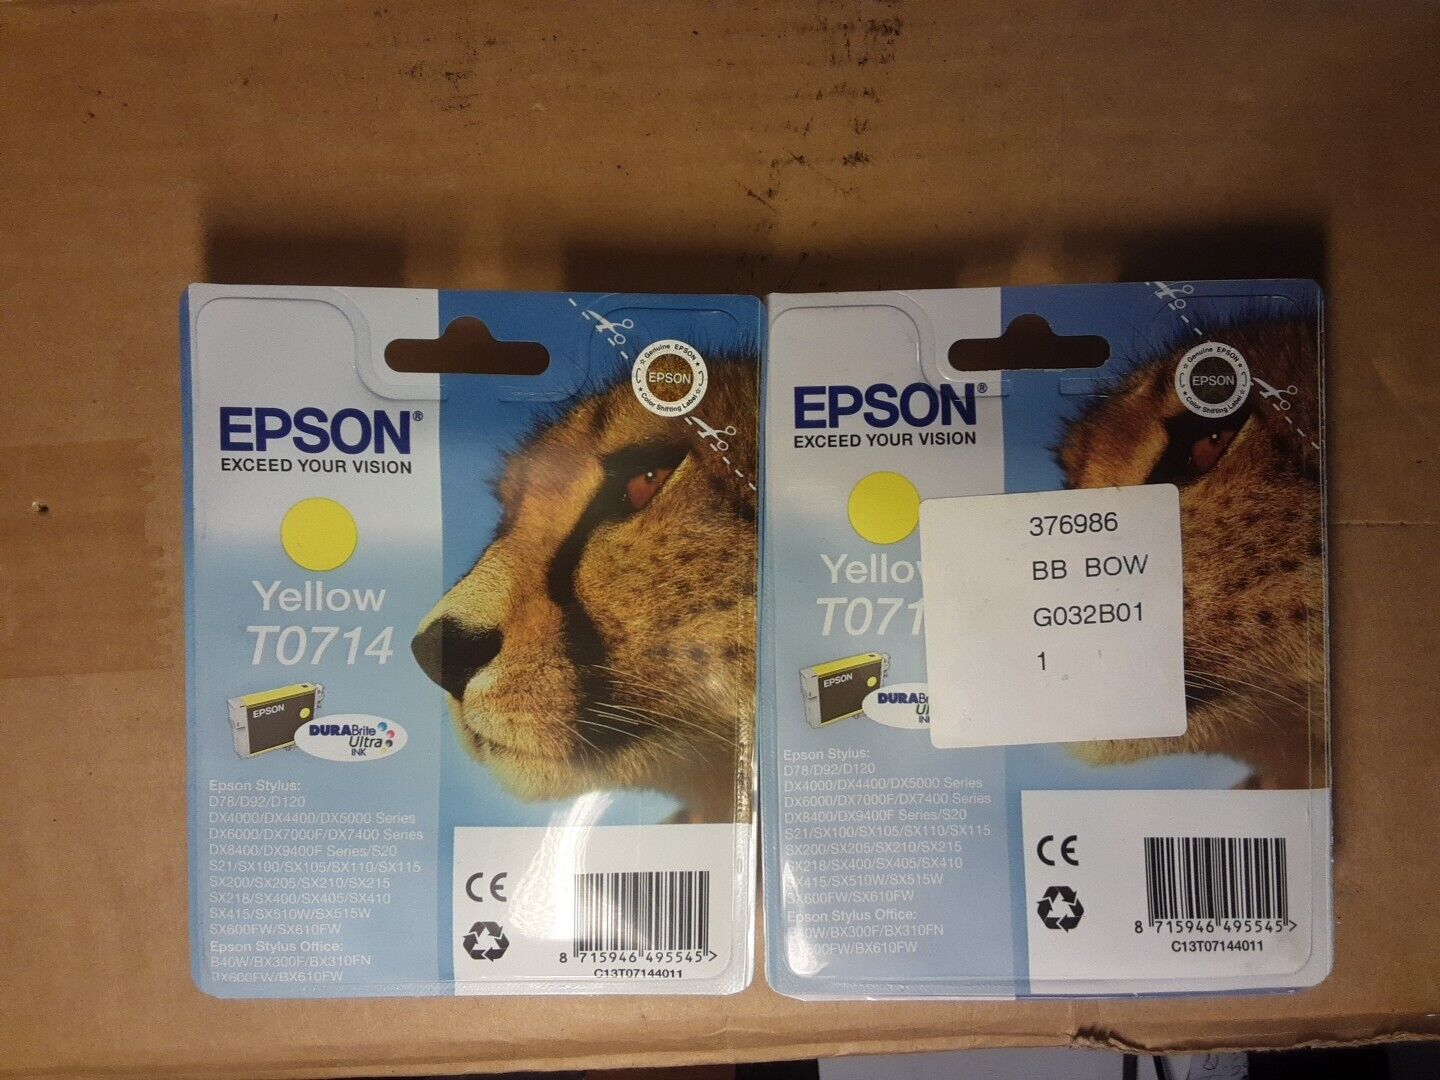 EPSON®
EXCEED YOUR VISION
Genuine EPSON
EPSON
Color Shifting Label
Yellow
T0714
EPSON
DURABrite
Ultra
INK
Epson Stylus:
D78/D92/D120
DX4000/DX4400/DX5000 Series
DX6000/DX7000F/DX7400 Series
DX8400/DX9400F Series/S20
S21/SX100/SX105/SX110/SX115
SX200/SX205/SX210/SX215
SX218/SX400/SX405/SX410
SX415/SX510W/SX515W
SX600FW/SX610FW
Epson Stylus Office:
B40W/BX300F/BX310FN
BX600FW/BX610FW
CE
8 715946 495545 >
C13T07144011
EPSON®
EXCEED YOUR VISION
Genuine EPSON
EPSON
Color Shifting Label
Yello
T071
376986
BB BOW
G032B01
1
EPSON
DURAB
Ul
IN
Epson Stylus:
D78/D92/D120
DX4000/DX4400/DX5000 Series
DX6000/DX7000F/DX7400 Series
DX8400/DX9400F Series/S20
S21/SX100/SX105/SX110/SX115
SX200/SX205/SX210/SX215
SX218/SX400/SX405/SX410
SX415/SX510W/SX515W
SX600FW/SX610FW
Epson Stylus Office:
B40W/BX300F/BX310FN
BX600FW/BX610FW
CE
8 715946 495545 >
C13T07144011